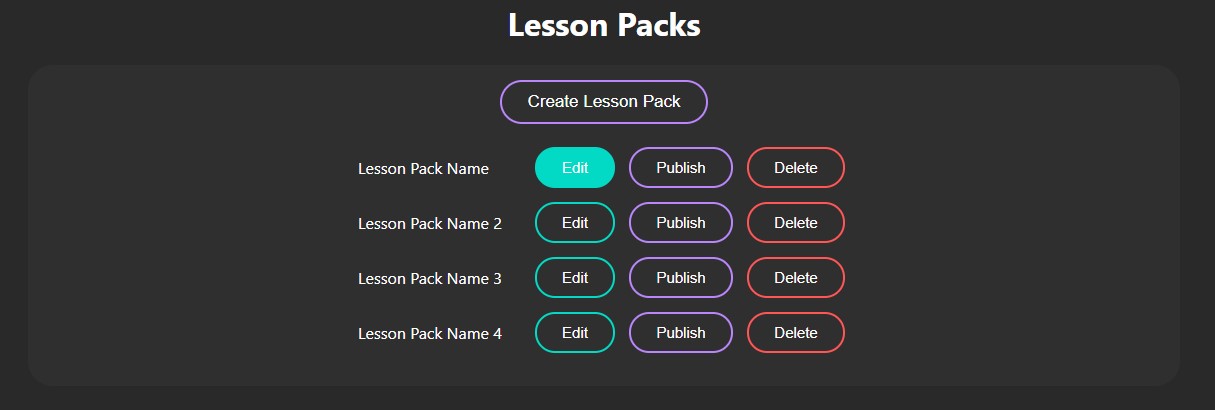 Lesson Packs
Create Lesson Pack
Lesson Pack Name Edit Publish Delete
Lesson Pack Name 2 Edit Publish Delete
Lesson Pack Name 3 Edit Publish Delete
Lesson Pack Name 4 Edit Publish Delete